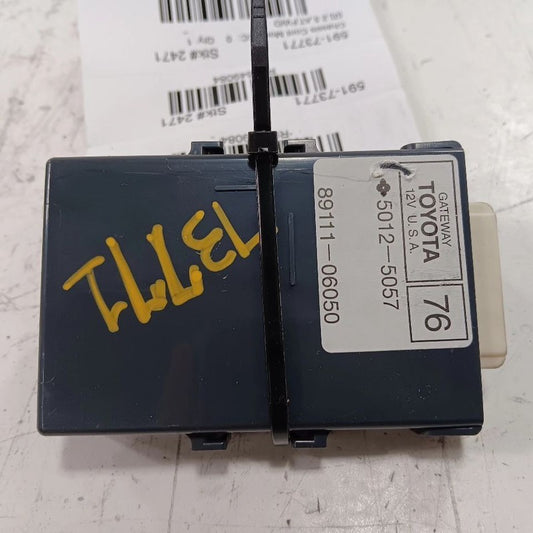 GATEWAY
TOYOTA
12V U.S.A.
76
5012-5057
89111-06050
73771
591-73771
Stk# 2471
591-73771
Stk# 2471